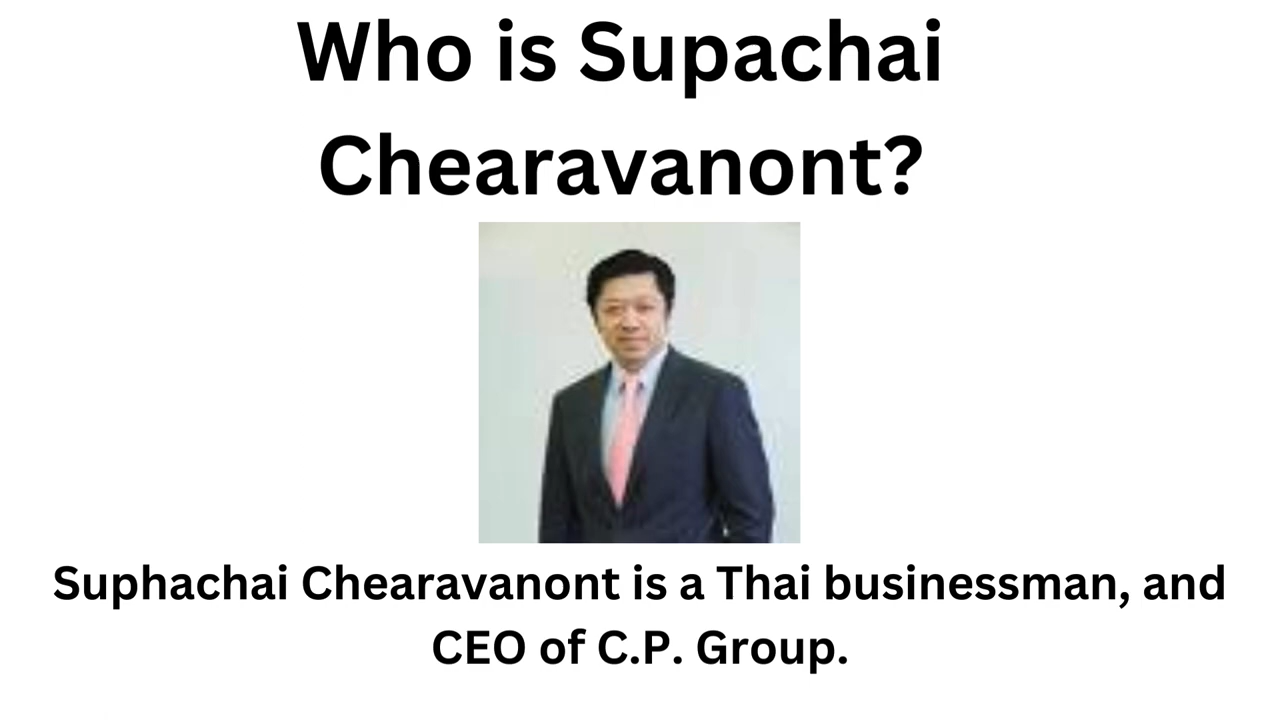 Who is Supachai
Chearavanont?
Suphachai Chearavanont is a Thai businessman, and
CEO of C.P. Group.